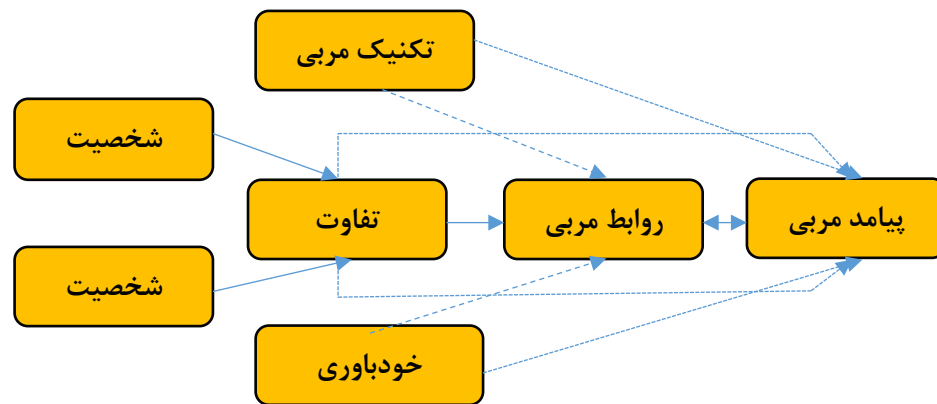 تکنیک مربی
شخصیت
تفاوت
روابط مربی
پیامد مربی
شخصیت
خودباوری